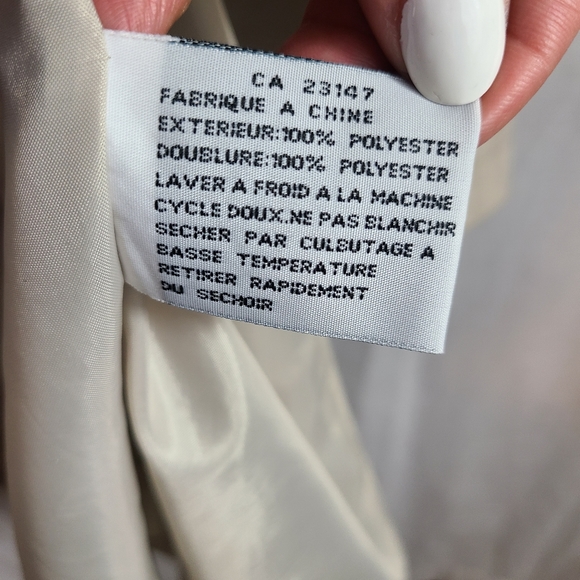 CA 23147
FABRIQUE A CHINE
EXTERIEUR:100% POLYESTER
DOUBLURE:100% POLYESTER
LAVER A FROID A LA MACHINE
CYCLE DOUX.NE PAS BLANCHIR
SECHER PAR CULBUTAGE A
BASSE TEMPERATURE
RETIRER RAPIDEMENT
DU SECHOIR